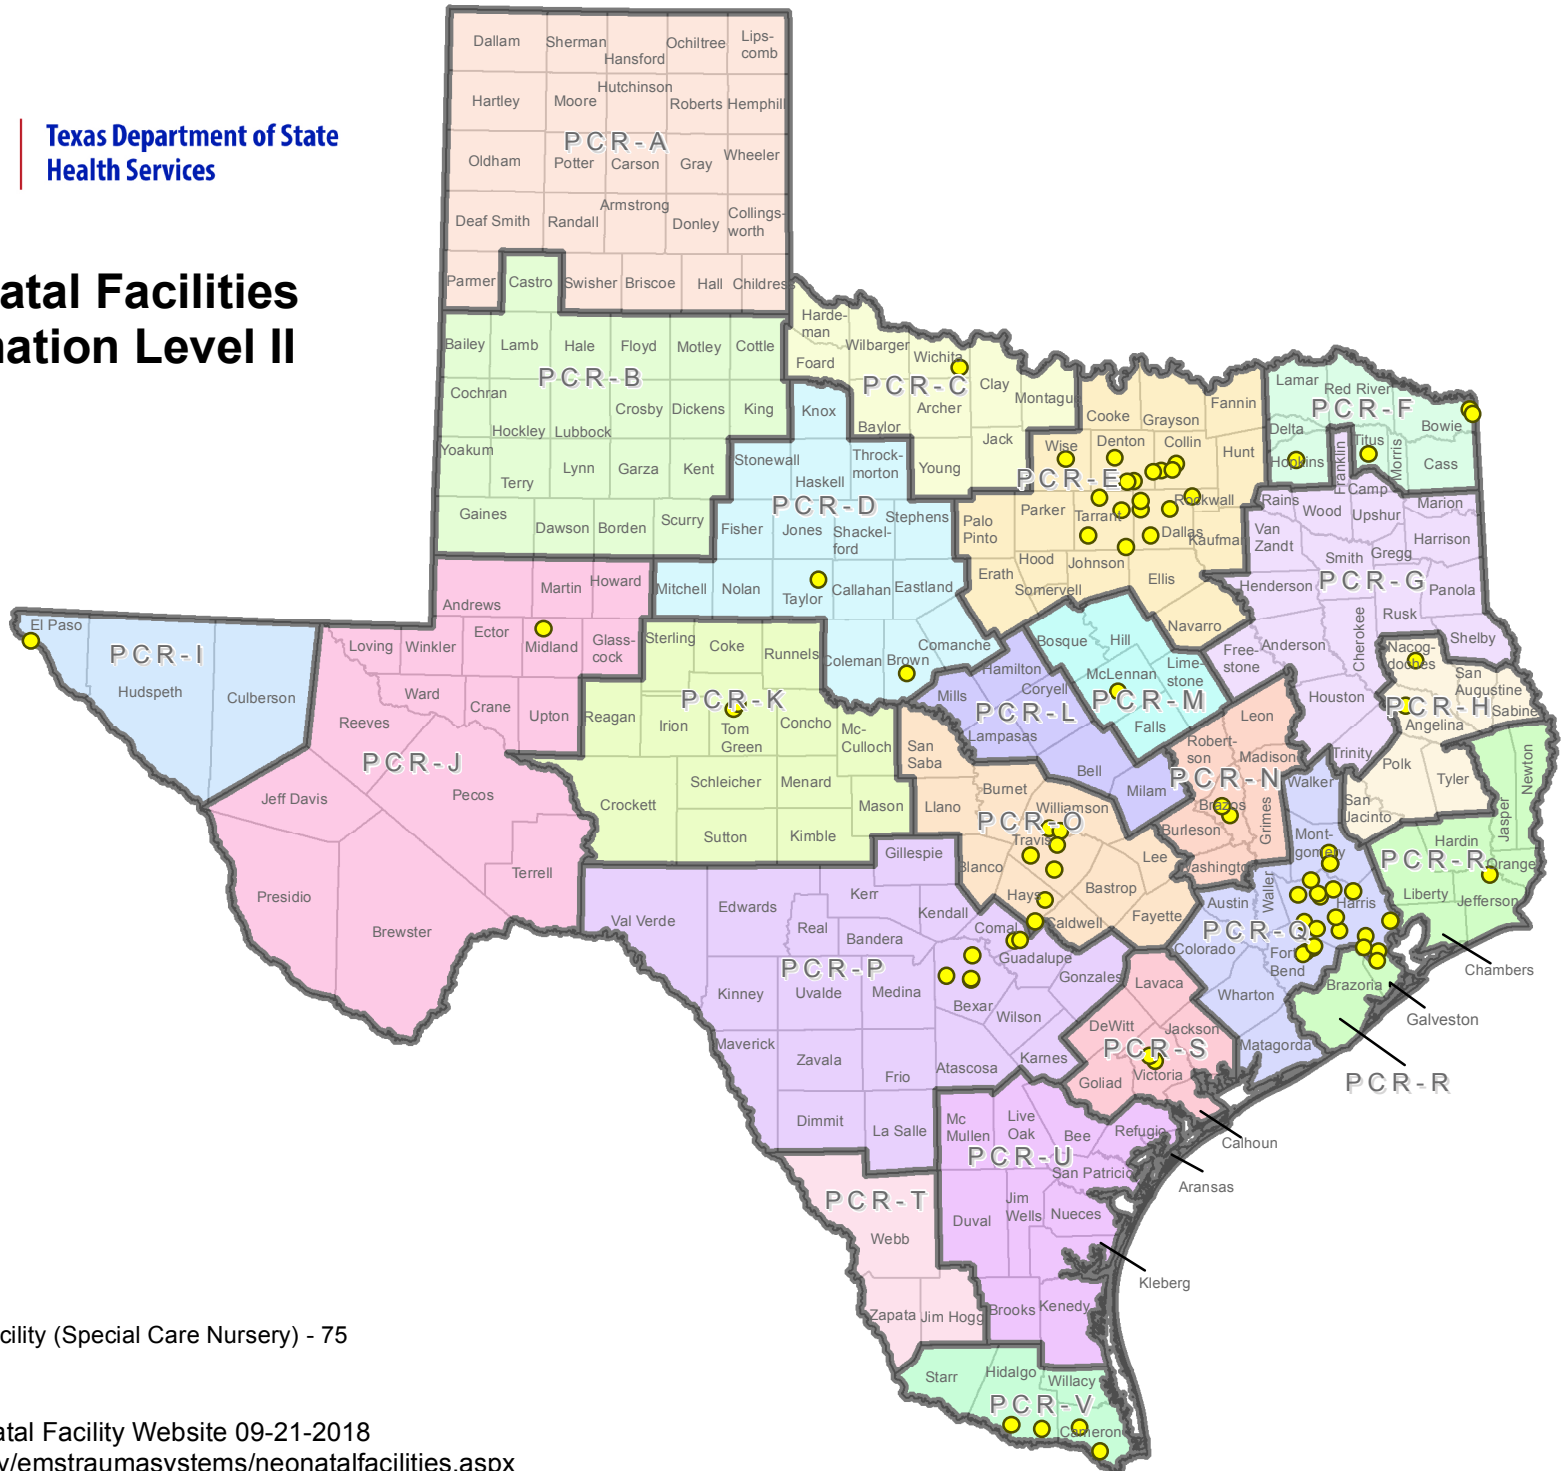 Texas Department of State
Health Services
atal Facilities
nation Level II
Dallam
Sherman
Hansford
Ochiltree
Lips-
comb
Hartley
Moore
Hutchinson
Roberts
Hemphill
PCR-A
Oldham
Potter
Carson
Gray
Wheeler
Deaf Smith
Randall
Armstrong
Donley
Collings-
worth
Parmer
Castro
Swisher
Briscoe
Hall
Childress
Bailey
Lamb
Hale
Floyd
Motley
Cottle
PCR-B
Cochran
Hockley
Lubbock
Crosby
Dickens
King
Yoakum
Terry
Lynn
Garza
Kent
Gaines
Dawson
Borden
Scurry
Harde-
man
Foard
Wilbarger
Wichita
PCR-C
Clay
Montagu
Archer
Baylor
Jack
Young
Knox
Stonewall
Haskell
Throck-
morton
PCR-D
Fisher
Jones
Shackel-
ford
Stephens
Mitchell
Nolan
Taylor
Callahan
Eastland
Comanche
Coleman
Brown
Cooke
Grayson
Fannin
Wise
Denton
Collin
Hunt
PCR-E
Palo
Pinto
Parker
Tarrant
Dallas
Rockwall
Kaufman
Hood
Johnson
Ellis
Erath
Somervell
Navarro
Lamar
Red River
PCR-F
Bowie
Delta
Hopkins
Franklin
Titus
Morris
Cass
Camp
Rains
Wood
Upshur
Marion
Van
Zandt
Smith
Gregg
Harrison
PCR-G
Henderson
Rusk
Panola
Cherokee
Anderson
Free-
stone
Shelby
Houston
Trinity
Nacog-
doches
San
Augustine
Sabine
PCR-H
Angelina
Polk
Tyler
San
Jacinto
El Paso
PCR-I
Hudspeth
Culberson
Andrews
Martin
Howard
Loving
Winkler
Ector
Midland
Glass-
cock
Ward
Crane
Upton
Reeves
PCR-J
Jeff Davis
Pecos
Presidio
Brewster
Terrell
Sterling
Coke
Runnels
PCR-K
Reagan
Irion
Tom
Green
Concho
Mc-
Culloch
Schleicher
Menard
Crockett
Mason
Sutton
Kimble
Hamilton
Mills
Coryell
PCR-L
Lampasas
Bell
Milam
Bosque
Hill
McLennan
Lime-
stone
PCR-M
Falls
Leon
Robert-
son
Madison
PCR-N
Brazos
Grimes
Burleson
Washingto
San
Saba
Burnet
Llano
Williamson
PCR-O
Travis
Blanco
Lee
Hays
Bastrop
Caldwell
Fayette
Gillespie
Kerr
Edwards
Kendall
Val Verde
Real
Bandera
Comal
Guadalupe
PCR-P
Kinney
Uvalde
Medina
Bexar
Gonzales
Wilson
Maverick
Zavala
Frio
Atascosa
Karnes
Dimmit
La Salle
Walker
Mont-
gomery
Waller
Austin
Harris
PCR-Q
Colorado
Fort
Bend
Wharton
Matagorda
Newton
Jasper
Hardin
PCR-R
Orange
Liberty
Jefferson
Chambers
Brazoria
Galveston
PCR-R
Lavaca
DeWitt
Jackson
PCR-S
Victoria
Goliad
Calhoun
Aransas
PCR-T
Webb
Zapata
Jim Hogg
Mc
Mullen
Live
Oak
Bee
Refugio
PCR-U
San Patricio
Duval
Jim
Wells
Nueces
Kleberg
Brooks
Kenedy
Starr
Hidalgo
Willacy
PCR-V
Cameron
cility (Special Care Nursery) - 75
atal Facility Website 09-21-2018
v/emstraumasystems/neonatalfacilities.aspx